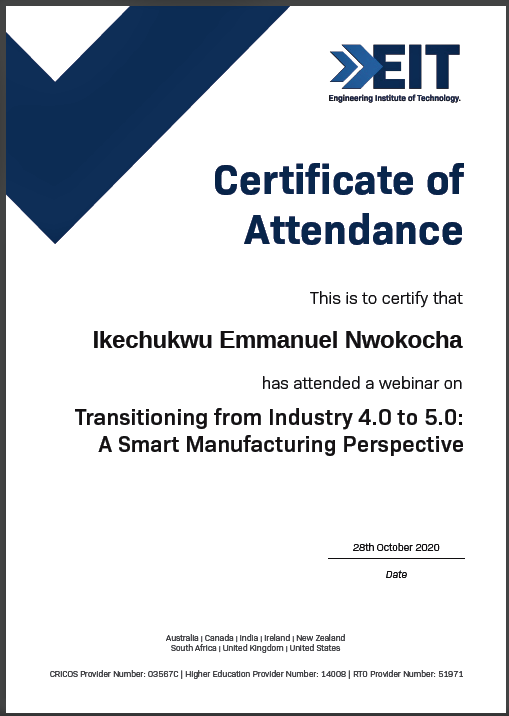 EIT
Engineering Institute of Technology.
Certificate of
Attendance
This is to certify that
Ikechukwu Emmanuel Nwokocha
has attended a webinar on
Transitioning from Industry 4.0 to 5.0:
A Smart Manufacturing Perspective
28th October 2020
Date
Australia | Canada | India | Ireland | New Zealand
South Africa | United Kingdom | United States
CRICOS Provider Number: 03567C | Higher Education Provider Number: 14008 | RTO Provider Number: 51971